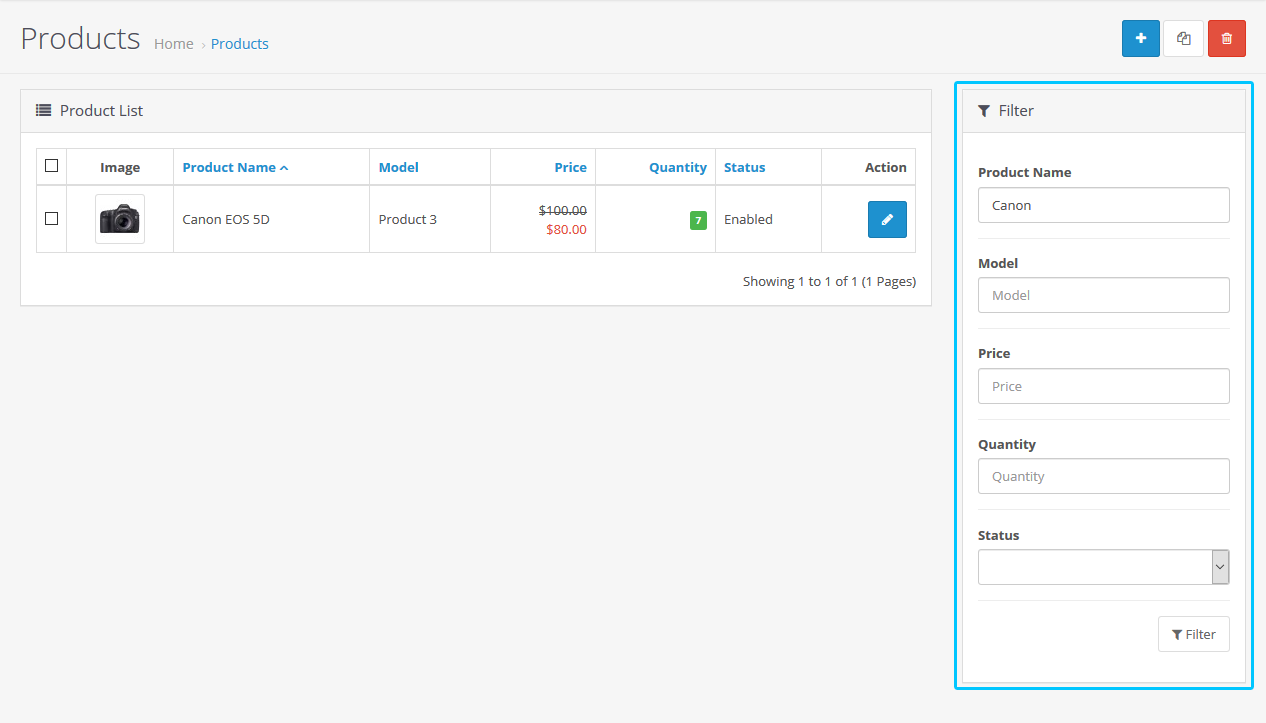 Products Home › Products
Product List
Image Product Name Model Price Quantity Status Action
Canon EOS 5D Product 3 $100.00 $80.00 7 Enabled
Showing 1 to 1 of 1 (1 Pages)
Filter
Product Name
Canon
Model
Model
Price
Price
Quantity
Quantity
Status
Filter